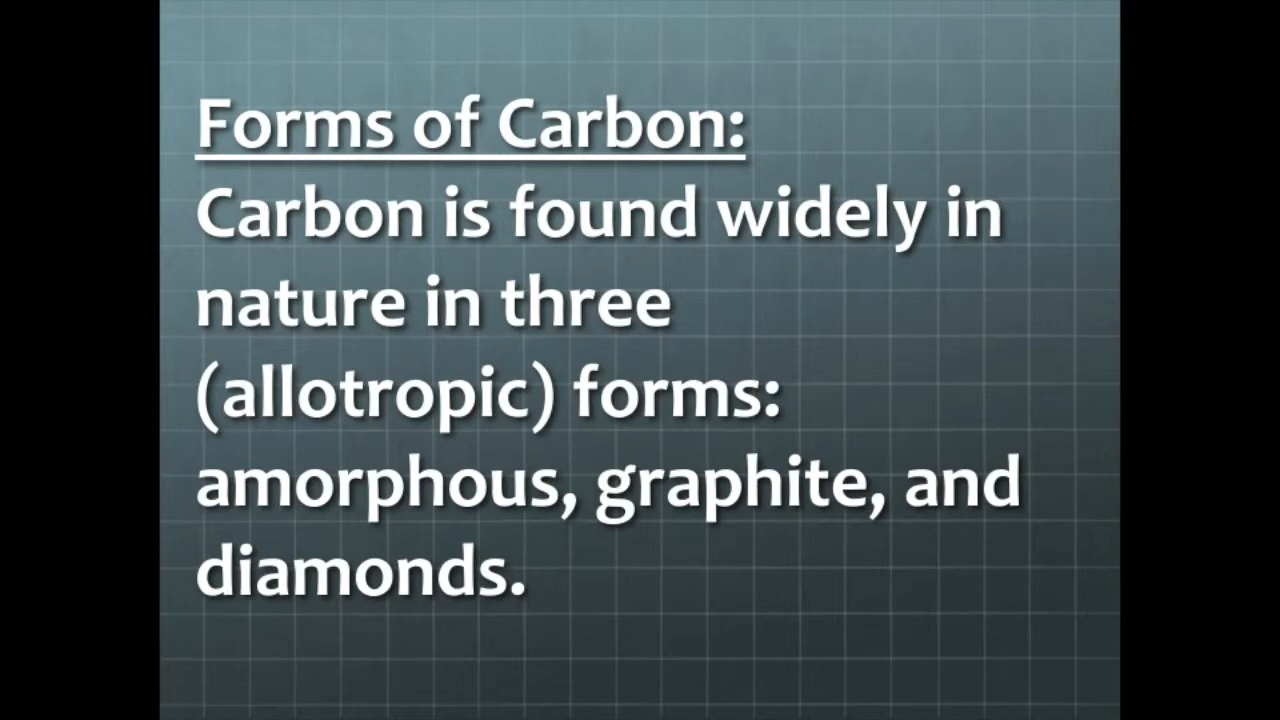 Forms of Carbon:
Carbon is found widely in
nature in three
(allotropic) forms:
amorphous, graphite, and
diamonds.